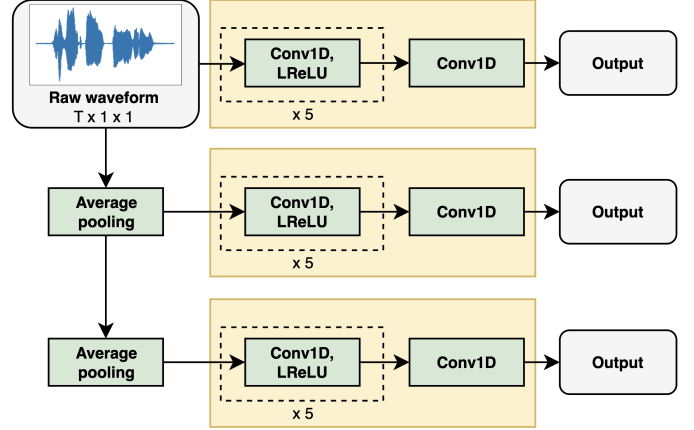 Raw waveform
T x 1 x 1
Conv1D,
LReLU
x 5
Conv1D
Output
Average
pooling
Conv1D,
LReLU
x 5
Conv1D
Output
Average
pooling
Conv1D,
LReLU
x 5
Conv1D
Output